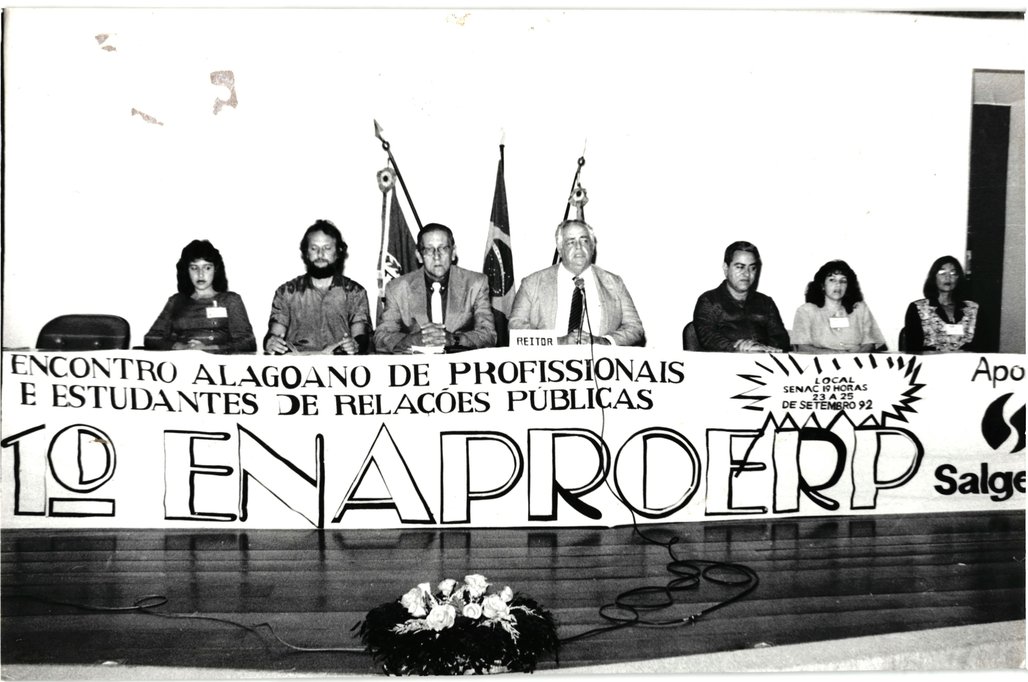 REITOR
ENCONTRO ALAGOANO DE PROFISSIONAIS
E ESTUDANTES DE RELAÇÕES PÚBLICAS
LOCAL
SENAC 19 HORAS
23 A 25
DE SETEMBRO 92
1º ENAPROERP
Apo
Salge